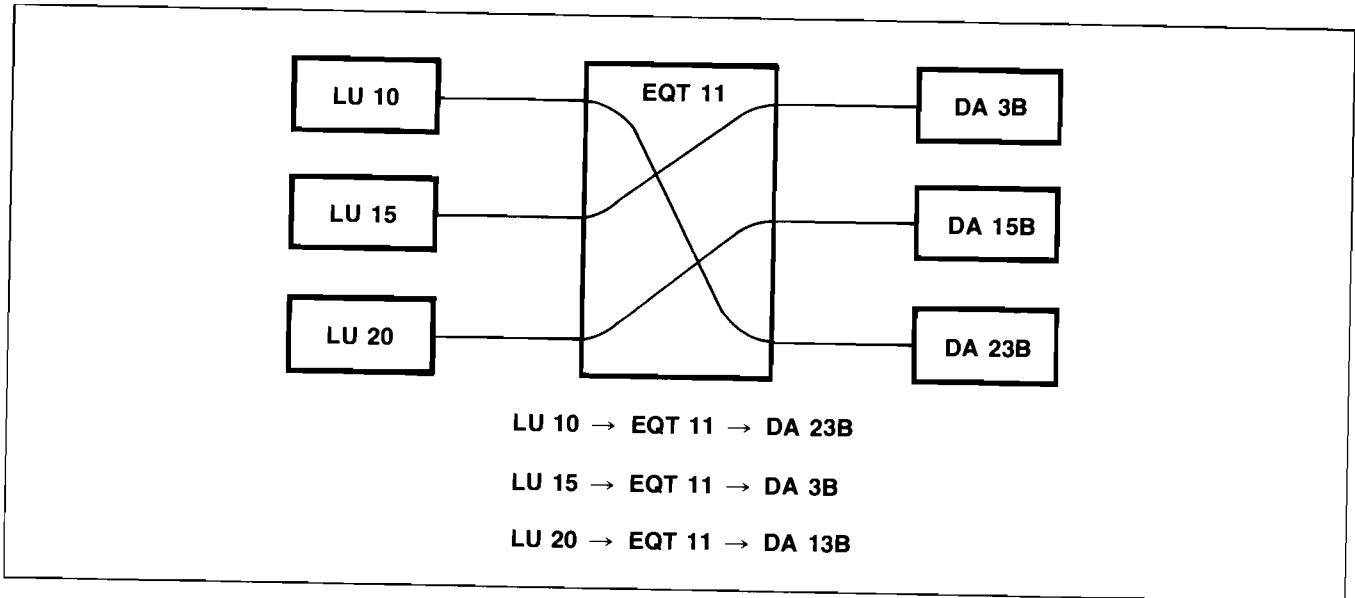 LU 10
EQT 11
DA 3B
LU 15
DA 15B
LU 20
DA 23B
LU 10 → EQT 11 → DA 23B
LU 15 → EQT 11 → DA 3B
LU 20 → EQT 11 → DA 13B